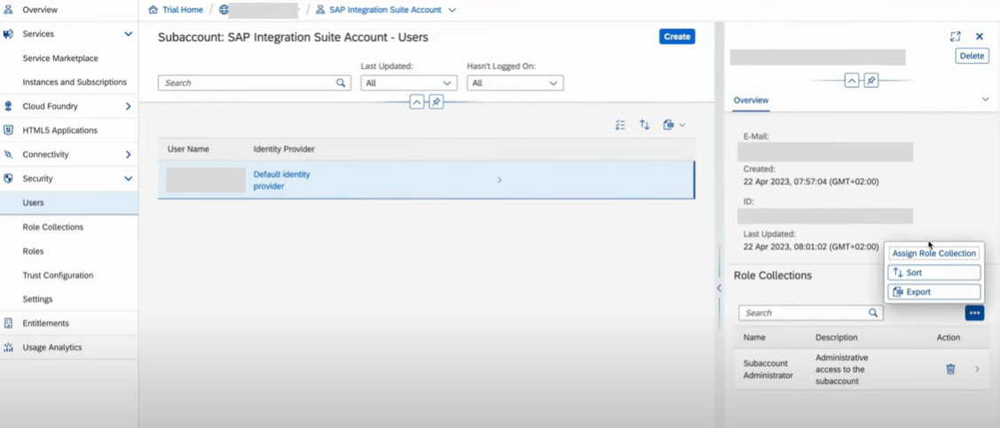 Overview
Services
Service Marketplace
Instances and Subscriptions
Cloud Foundry
HTML5 Applications
Connectivity
Security
Users
Role Collections
Roles
Trust Configuration
Settings
Entitlements
Usage Analytics
Trial Home / / SAP Integration Suite Account
Subaccount: SAP Integration Suite Account - Users
Create
Last Updated: Hasn't Logged On:
Search All All
User Name Identity Provider
Default identity
provider
Delete
Overview
E-Mail:
Created:
22 Apr 2023, 07:57:04 (GMT+02:00)
ID:
Last Updated:
22 Apr 2023, 08:01:02 (GMT+02:00)
Assign Role Collection
Sort
Export
Role Collections
Search
Name Description Action
Subaccount
Administrator
Administrative
access to the
subaccount